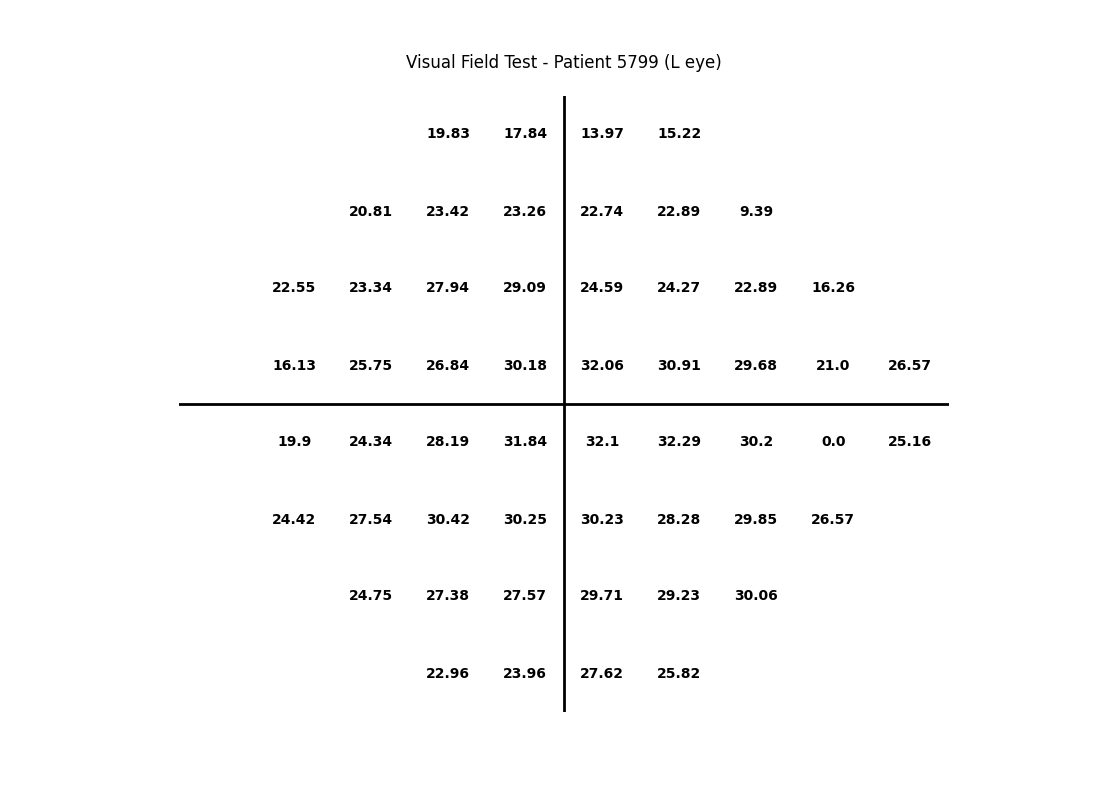 Visual Field Test - Patient 5799 (L eye)
19.83 17.84 13.97 15.22
20.81 23.42 23.26 22.74 22.89 9.39
22.55 23.34 27.94 29.09 24.59 24.27 22.89 16.26
16.13 25.75 26.84 30.18 32.06 30.91 29.68 21.0 26.57
19.9 24.34 28.19 31.84 32.1 32.29 30.2 0.0 25.16
24.42 27.54 30.42 30.25 30.23 28.28 29.85 26.57
24.75 27.38 27.57 29.71 29.23 30.06
22.96 23.96 27.62 25.82